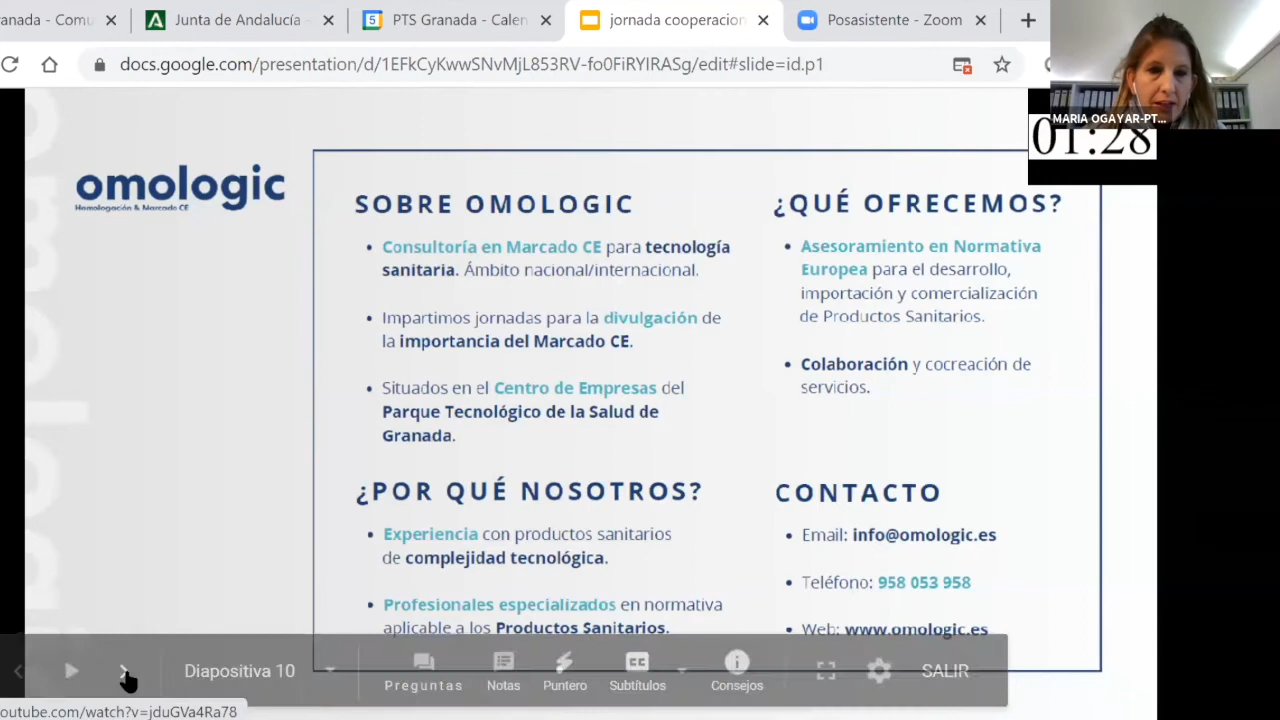 ranada - Comu
Junta de Andalucía -
PTS Granada - Calen
jornada cooperacion
Posasistente - Zoom
docs.google.com/presentation/d/1EFkCyKwwSNvMjL853RV-fo0FiRYlRASg/edit#slide=id.p1
MARIA OGAYAR-PT...
01:28
omologic
Homologación & Marcado CE
SOBRE OMOLOGIC
• Consultoría en Marcado CE para tecnología
sanitaria. Ámbito nacional/internacional.
• Impartimos jornadas para la divulgación de
la importancia del Marcado CE.
• Situados en el Centro de Empresas del
Parque Tecnológico de la Salud de
Granada.
¿QUÉ OFRECEMOS?
• Asesoramiento en Normativa
Europea para el desarrollo,
importación y comercialización
de Productos Sanitarios.
• Colaboración y cocreación de
servicios.
¿POR QUÉ NOSOTROS?
• Experiencia con productos sanitarios
de complejidad tecnológica.
• Profesionales especializados en normativa
aplicable a los Productos Sanitarios.
CONTACTO
• Email: info@omologic.es
• Teléfono: 958 053 958
• Web: www.omologic.es
Diapositiva 10
Preguntas
Notas
Puntero
Subtítulos
Consejos
SALIR
outube.com/watch?v=jduGVa4Ra78